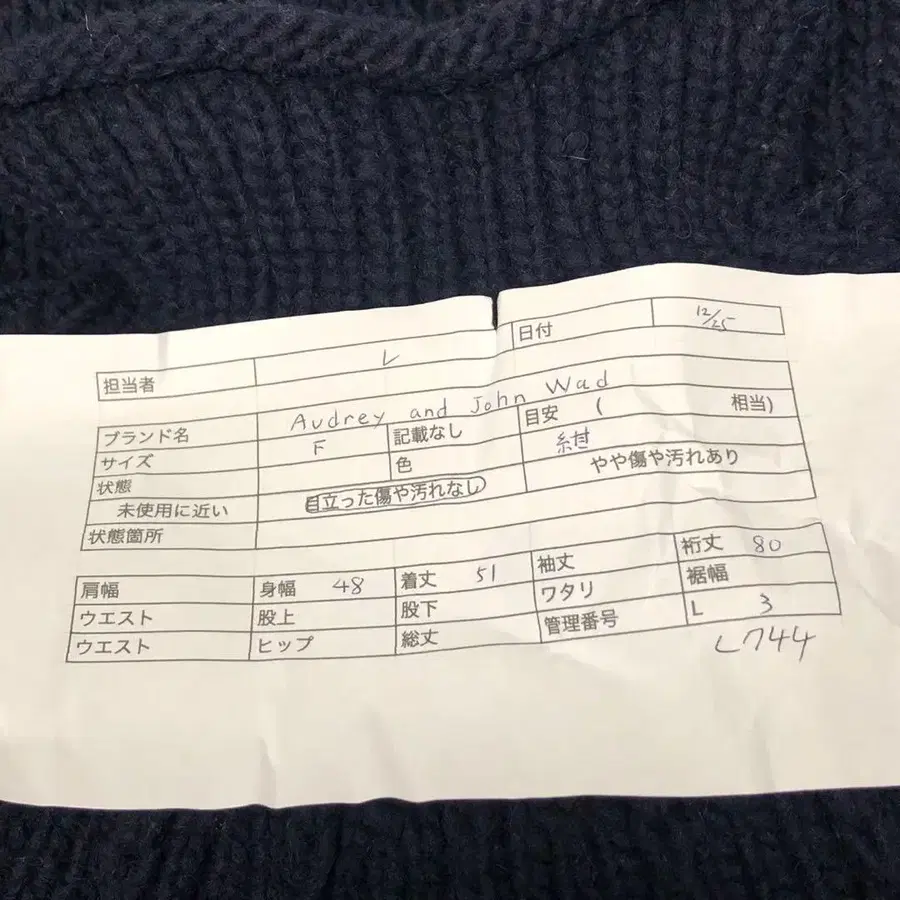 担当者 レ 日付 12/25
ブランド名 Audrey and John Wad
サイズ F 記載なし 目安 ( 相当)
状態 色 紺
未使用に近い 目立った傷や汚れなし やや傷や汚れあり
状態箇所
肩幅 身幅 48 着丈 51 袖丈 裄丈 80
ウエスト 股上 股下 ワタリ 裾幅
ウエスト ヒップ 総丈 管理番号 L 3
L744